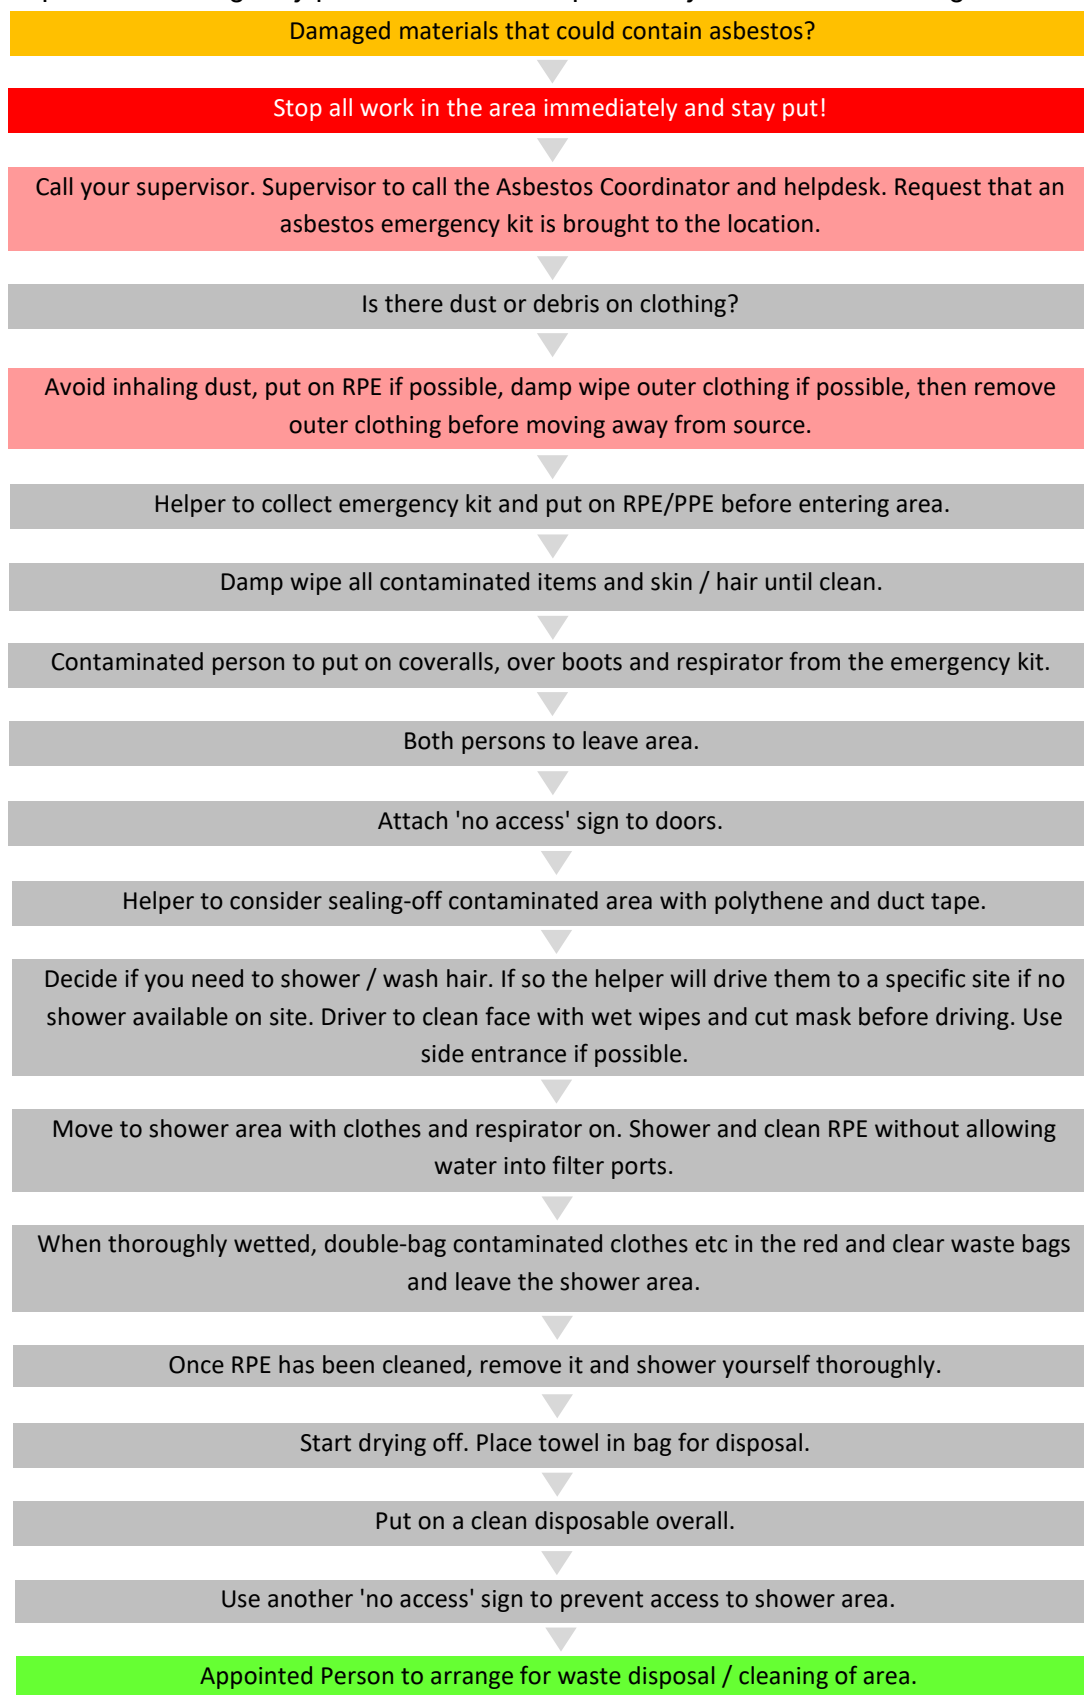 Damaged materials that could contain asbestos?
Stop all work in the area immediately and stay put!
Call your supervisor. Supervisor to call the Asbestos Coordinator and helpdesk. Request that an
asbestos emergency kit is brought to the location.
Is there dust or debris on clothing?
Avoid inhaling dust, put on RPE if possible, damp wipe outer clothing if possible, then remove
outer clothing before moving away from source.
Helper to collect emergency kit and put on RPE/PPE before entering area.
Damp wipe all contaminated items and skin / hair until clean.
Contaminated person to put on coveralls, over boots and respirator from the emergency kit.
Both persons to leave area.
Attach 'no access' sign to doors.
Helper to consider sealing-off contaminated area with polythene and duct tape.
Decide if you need to shower / wash hair. If so the helper will drive them to a specific site if no
shower available on site. Driver to clean face with wet wipes and cut mask before driving. Use
side entrance if possible.
Move to shower area with clothes and respirator on. Shower and clean RPE without allowing
water into filter ports.
When thoroughly wetted, double-bag contaminated clothes etc in the red and clear waste bags
and leave the shower area.
Once RPE has been cleaned, remove it and shower yourself thoroughly.
Start drying off. Place towel in bag for disposal.
Put on a clean disposable overall.
Use another 'no access' sign to prevent access to shower area.
Appointed Person to arrange for waste disposal / cleaning of area.